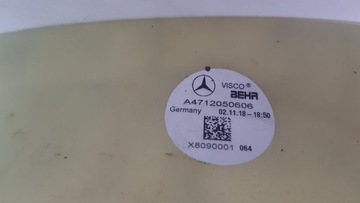 VISCO®
BEHR
A4712050606
Germany 02.11.18-18:50
X8090001 064